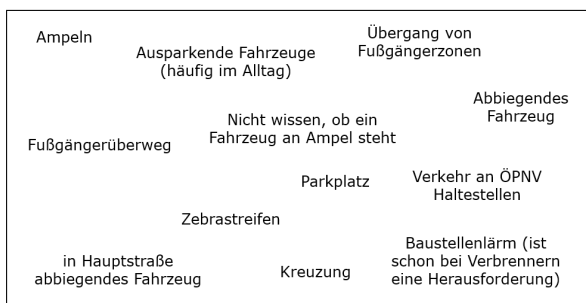 Ampeln
Ausparkende Fahrzeuge
(häufig im Alltag)
Übergang von
Fußgängerzonen
Abbiegendes
Fahrzeug
Nicht wissen, ob ein
Fahrzeug an Ampel steht
Fußgängerüberweg
Parkplatz
Verkehr an ÖPNV
Haltestellen
Zebrastreifen
in Hauptstraße
abbiegendes Fahrzeug
Kreuzung
Baustellenlärm (ist
schon bei Verbrennern
eine Herausforderung)